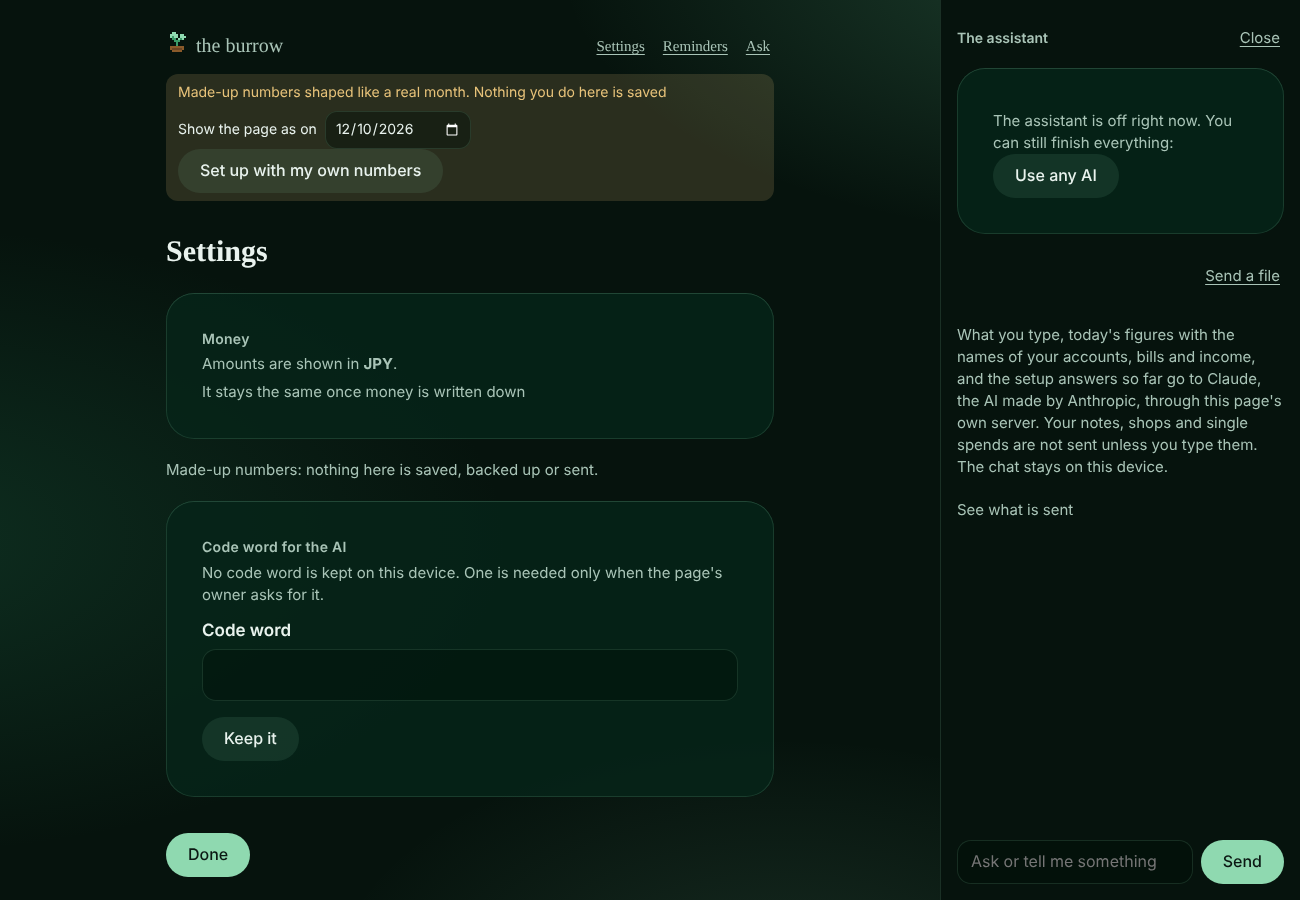 the burrow
Settings
Reminders
Ask
Made-up numbers shaped like a real month. Nothing you do here is saved
Show the page as on
12/10/2026
Set up with my own numbers
Settings
Money
Amounts are shown in JPY.
It stays the same once money is written down
Made-up numbers: nothing here is saved, backed up or sent.
Code word for the AI
No code word is kept on this device. One is needed only when the page's
owner asks for it.
Code word
Keep it
Done
The assistant
Close
The assistant is off right now. You
can still finish everything:
Use any AI
Send a file
What you type, today's figures with the
names of your accounts, bills and income,
and the setup answers so far go to Claude,
the AI made by Anthropic, through this page's
own server. Your notes, shops and single
spends are not sent unless you type them.
The chat stays on this device.
See what is sent
Ask or tell me something
Send